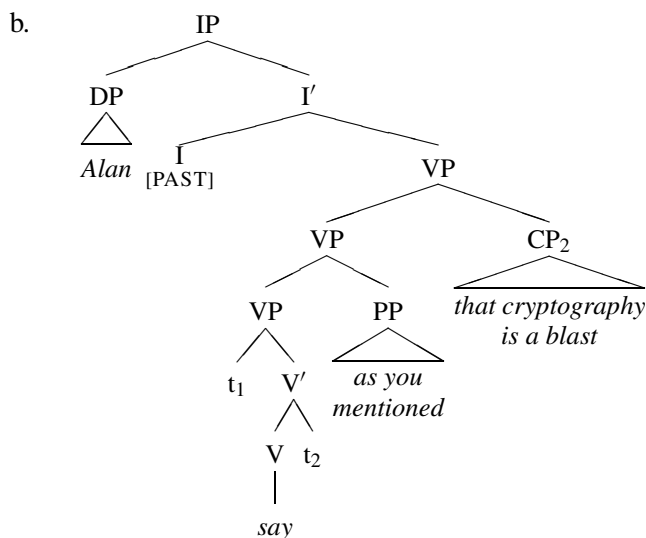 b.
IP
DP I′
Alan I VP
[PAST]
VP CP₂
VP PP that cryptography
is a blast
t₁ V′ as you
mentioned
V t₂
say